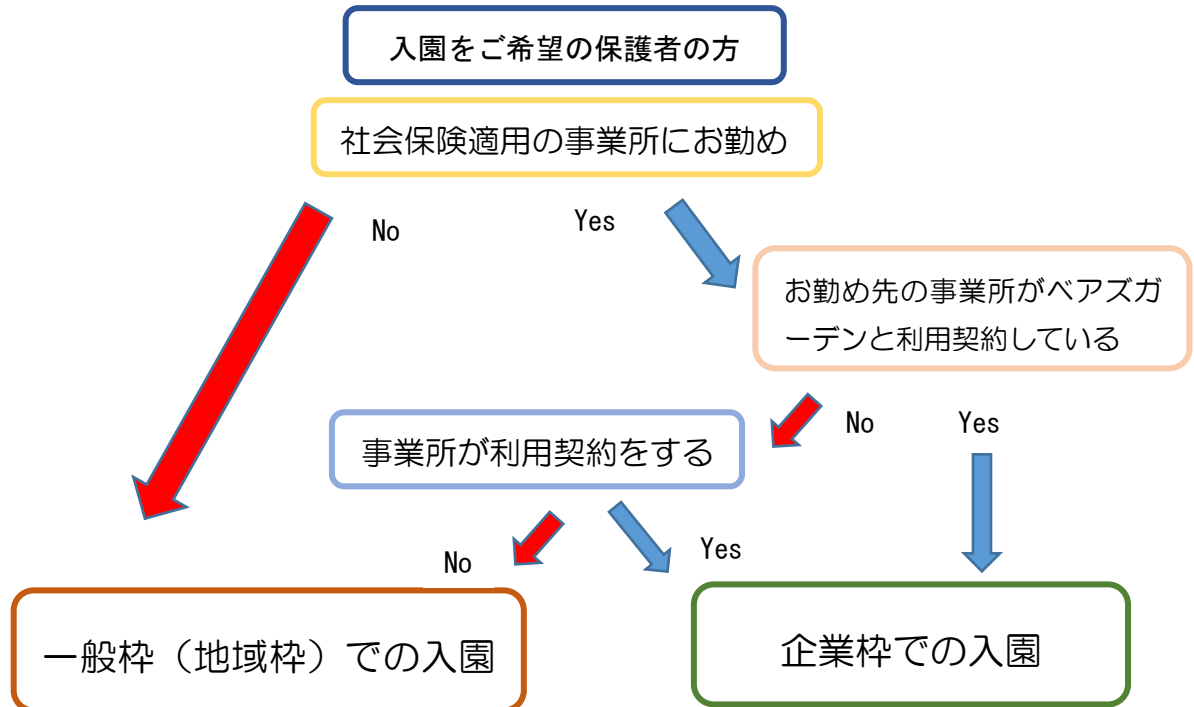 入園をご希望の保護者の方
社会保険適用の事業所にお勤め
No
Yes
お勤め先の事業所がベアズガ
ーデンと利用契約している
No
Yes
事業所が利用契約をする
No
Yes
一般枠（地域枠）での入園
企業枠での入園